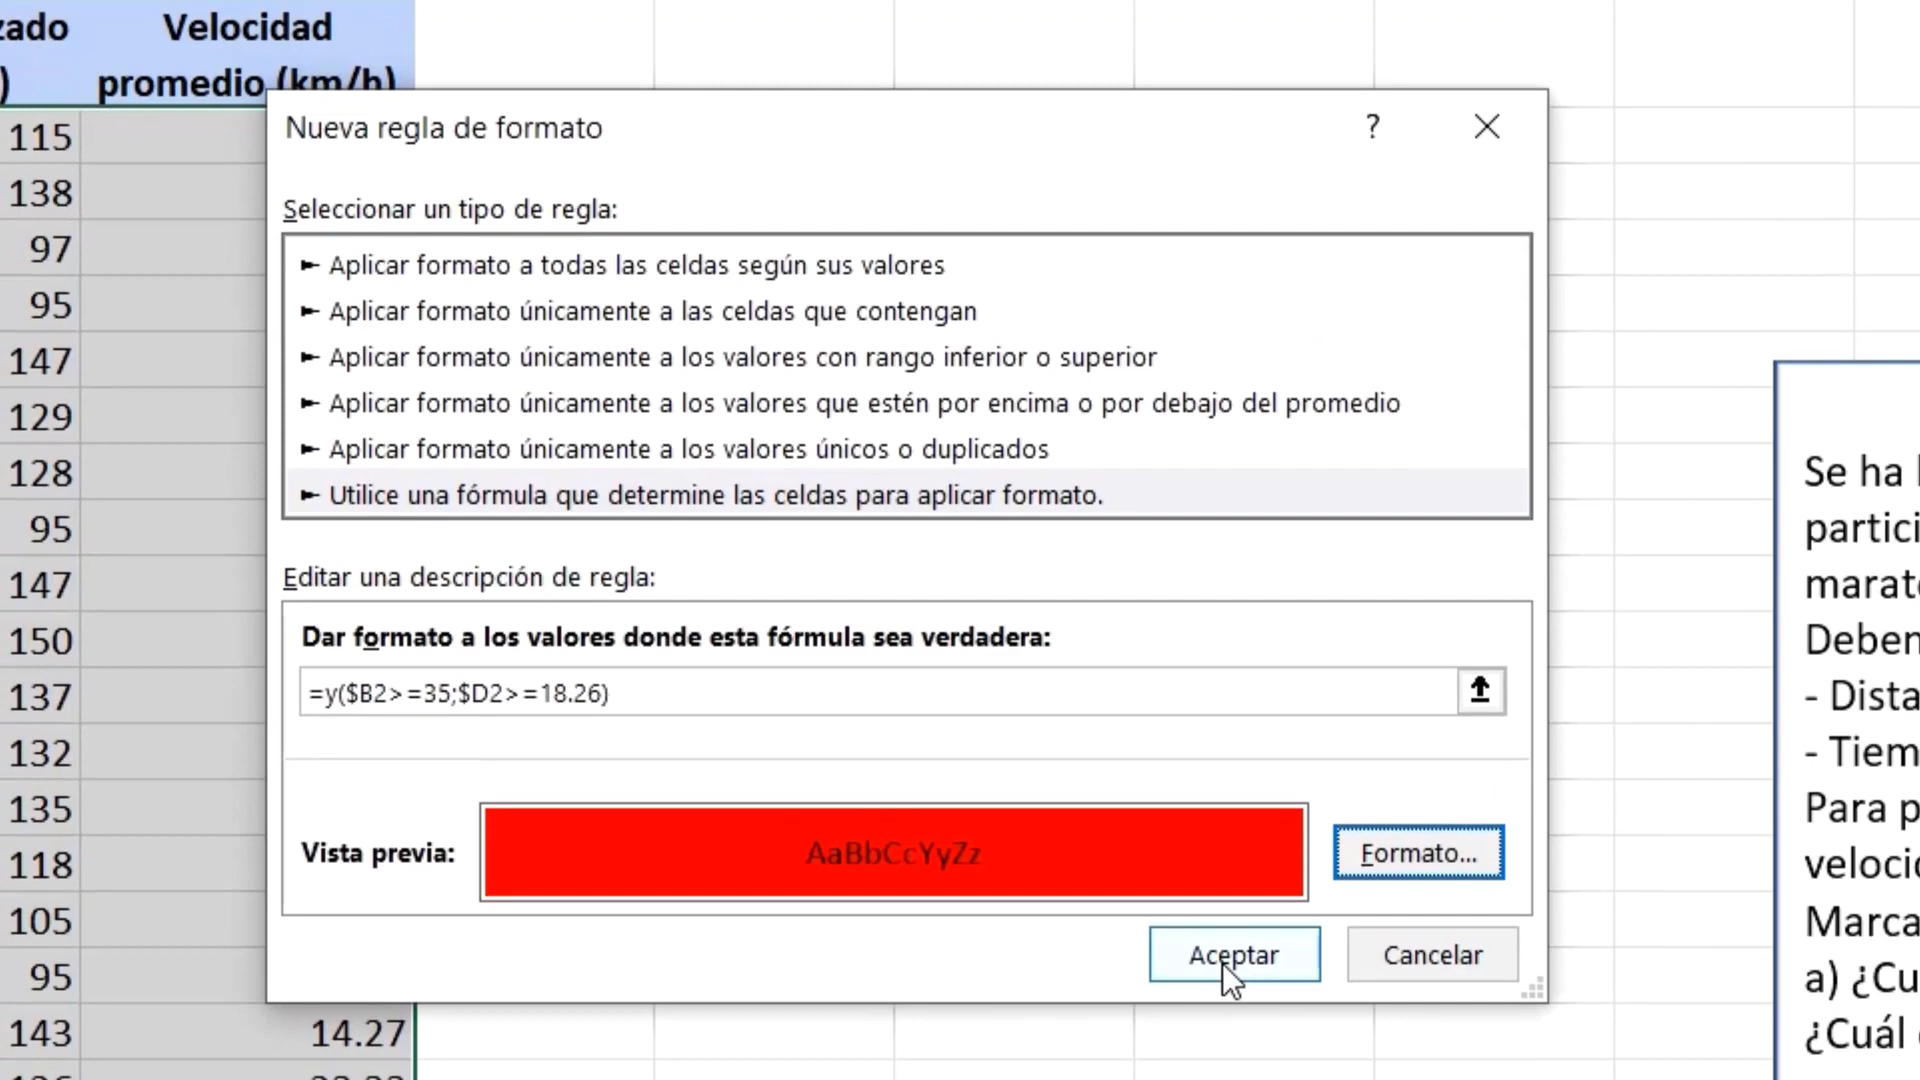 zado
)
Velocidad
promedio (km/h)
115
138
97
95
147
129
128
95
147
150
137
132
135
118
105
95
143
14.27
Nueva regla de formato
?
Seleccionar un tipo de regla:
► Aplicar formato a todas las celdas según sus valores
► Aplicar formato únicamente a las celdas que contengan
► Aplicar formato únicamente a los valores con rango inferior o superior
► Aplicar formato únicamente a los valores que estén por encima o por debajo del promedio
► Aplicar formato únicamente a los valores únicos o duplicados
► Utilice una fórmula que determine las celdas para aplicar formato.
Editar una descripción de regla:
Dar formato a los valores donde esta fórmula sea verdadera:
=y($B2>=35;$D2>=18.26)
Vista previa:
AaBbCcYyZz
Formato...
Aceptar
Cancelar
Se ha
partici
marato
Deben
- Dista
- Tiem
Para p
velocid
Marca
a) ¿Cu
¿Cuál